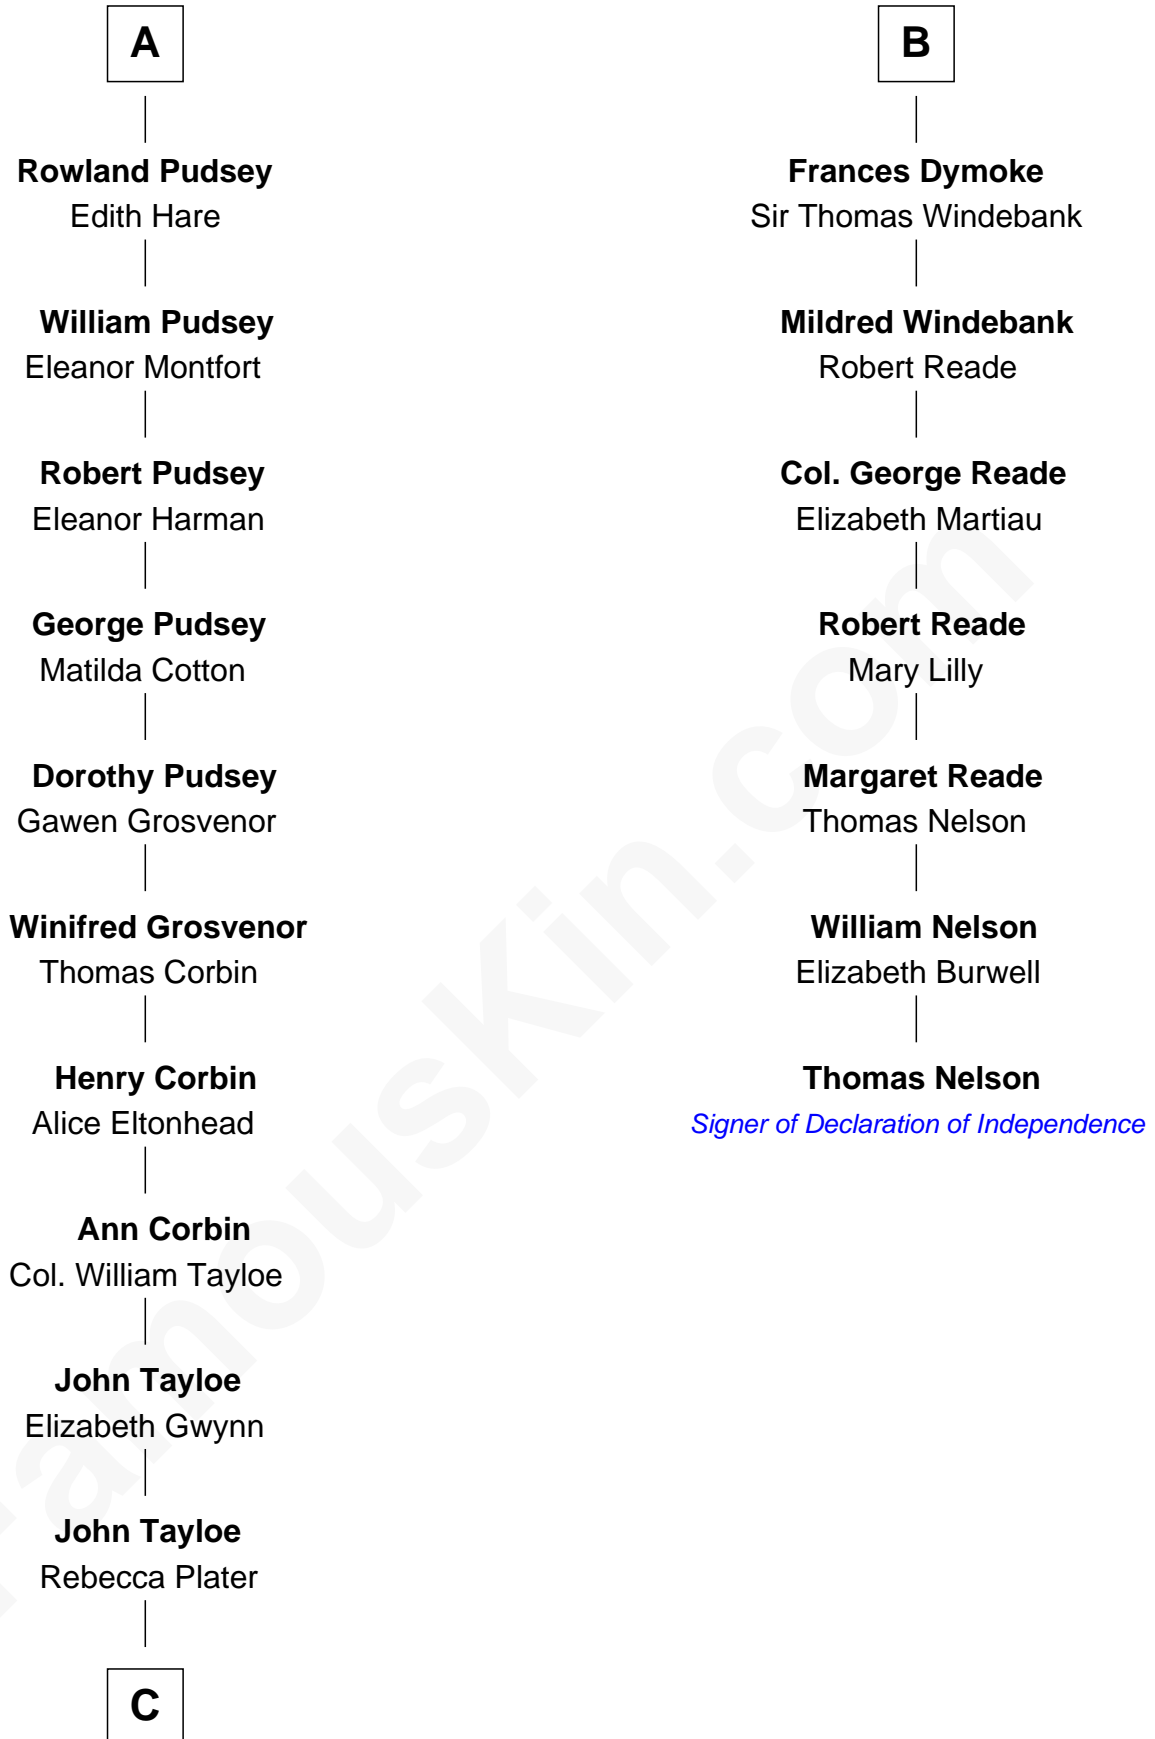 A
Rowland Pudsey
Edith Hare
William Pudsey
Eleanor Montfort
Robert Pudsey
Eleanor Harman
George Pudsey
Matilda Cotton
Dorothy Pudsey
Gawen Grosvenor
Winifred Grosvenor
Thomas Corbin
Henry Corbin
Alice Eltonhead
Ann Corbin
Col. William Tayloe
John Tayloe
Elizabeth Gwynn
John Tayloe
Rebecca Plater
C
B
Frances Dymoke
Sir Thomas Windebank
Mildred Windebank
Robert Reade
Col. George Reade
Elizabeth Martiau
Robert Reade
Mary Lilly
Margaret Reade
Thomas Nelson
William Nelson
Elizabeth Burwell
Thomas Nelson
Signer of Declaration of Independence
FamousKin.com